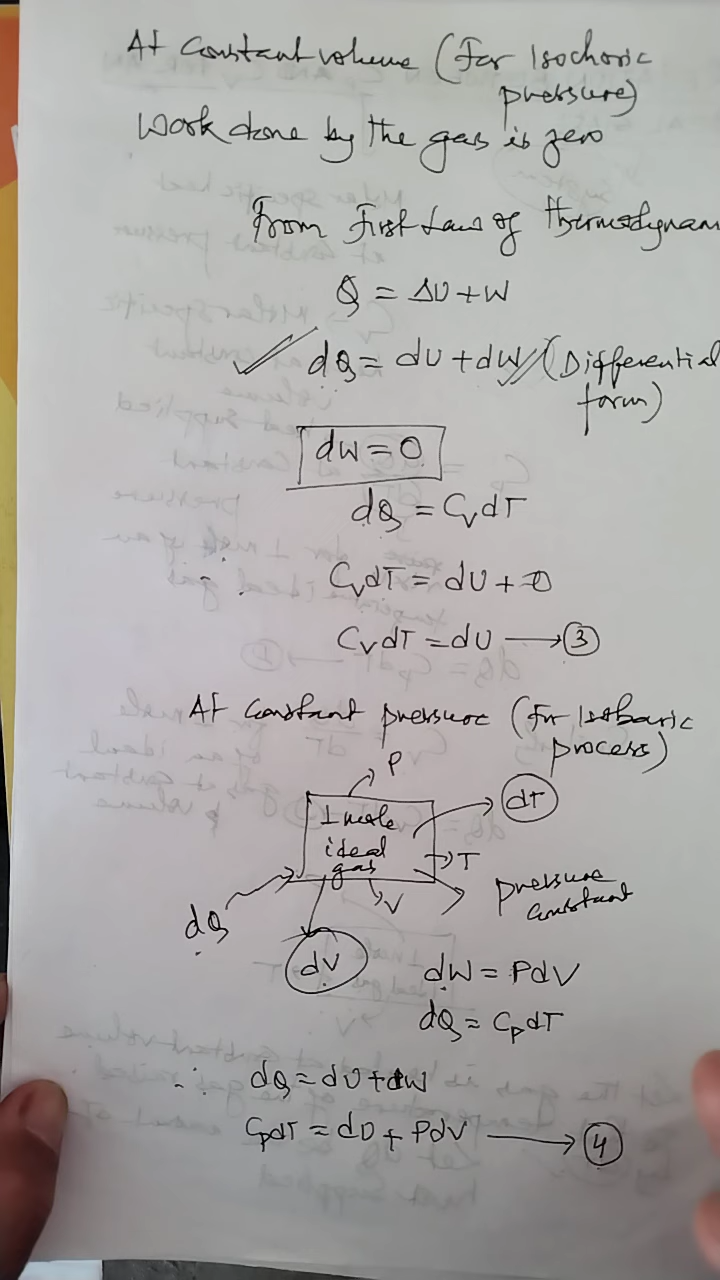 At constant volume (For Isochoric
pressure)
Work done by the gas is zero
From First Law of thermodynam
Q = ΔU + W
dQ = dU + dW (Differential
form)
dW = 0
dQ = CvdT
CvdT = dU + 0
CvdT = dU → 3
At constant pressure (For Isobaric
process)
P
1 mole
ideal
gas
dT
T
V
pressure
constant
dQ
dV
dW = PdV
dQ = CpdT
∴ dQ = dU + dW
CpdT = dU + PdV → 4